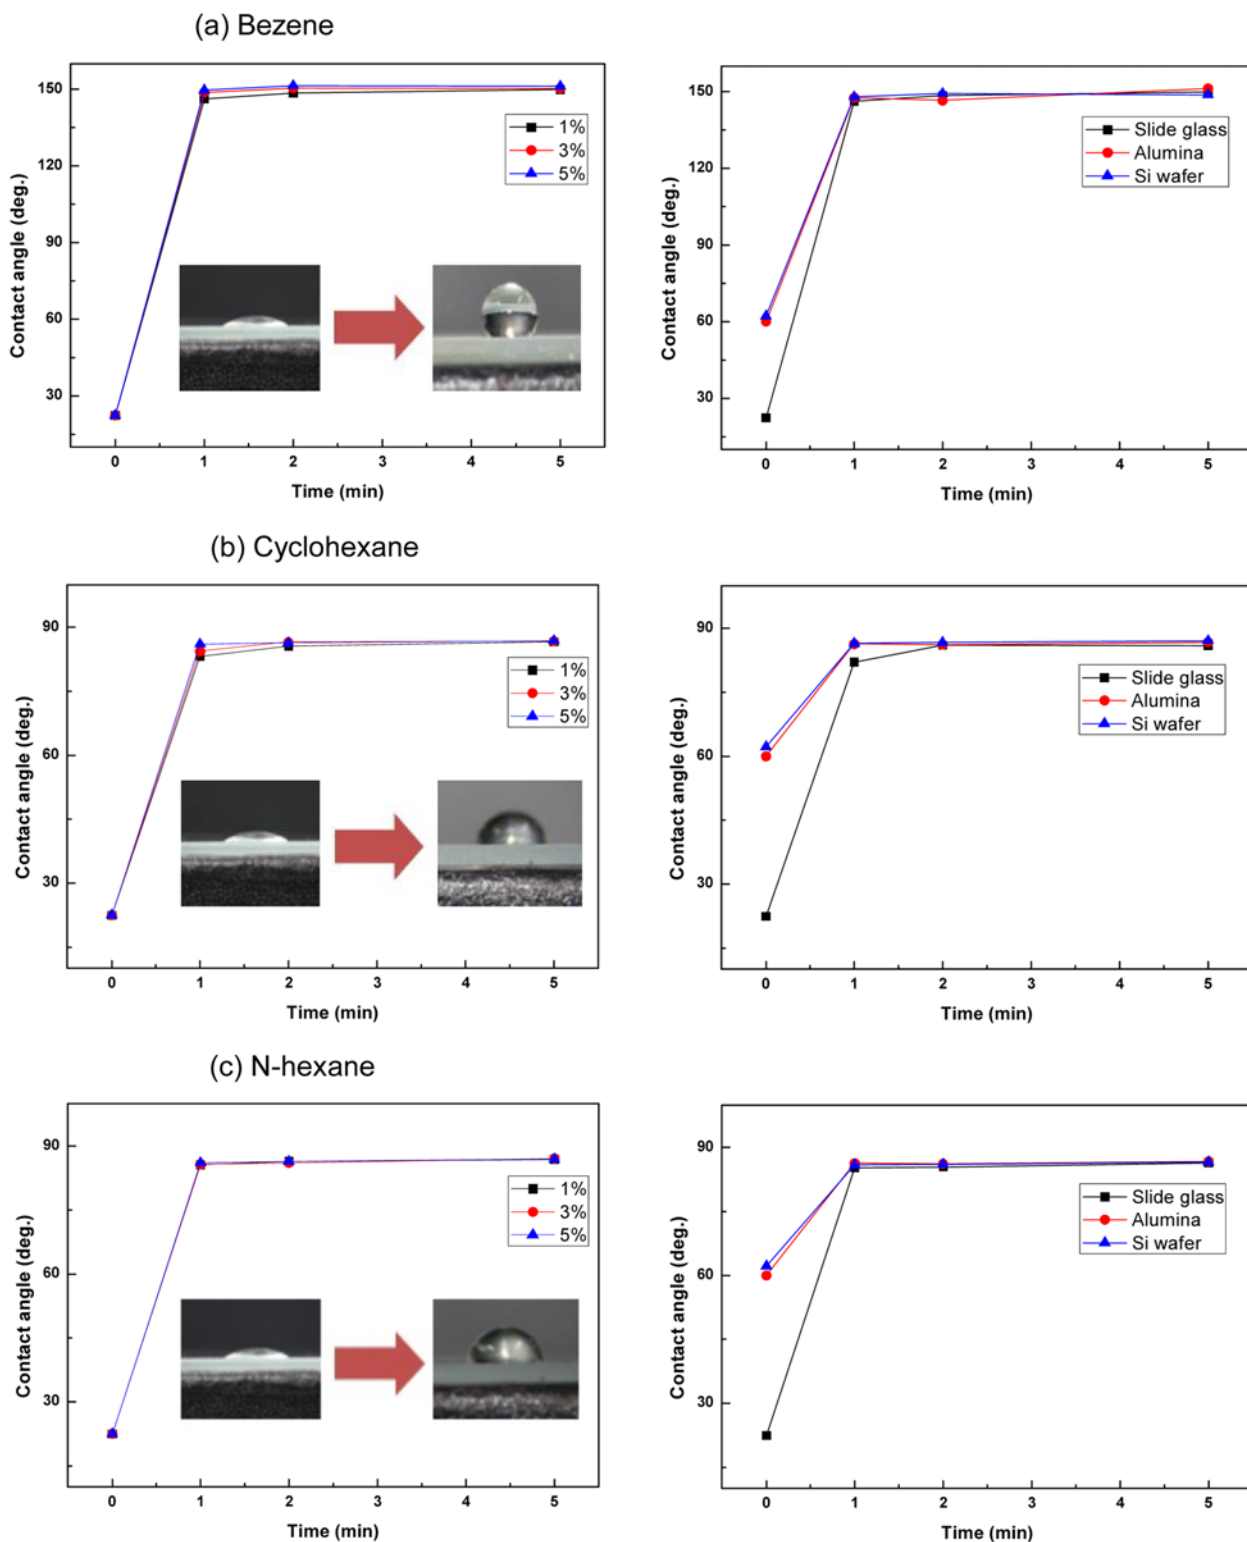 (a) Bezene
Contact angle (deg.)
150
120
90
60
30
0 1 2 3 4 5
Time (min)
1%
3%
5%
Contact angle (deg.)
150
120
90
60
30
0 1 2 3 4 5
Time (min)
Slide glass
Alumina
Si wafer
(b) Cyclohexane
Contact angle (deg.)
90
60
30
0 1 2 3 4 5
Time (min)
1%
3%
5%
Contact angle (deg.)
90
60
30
0 1 2 3 4 5
Time (min)
Slide glass
Alumina
Si wafer
(c) N-hexane
Contact angle (deg.)
90
60
30
0 1 2 3 4 5
Time (min)
1%
3%
5%
Contact angle (deg.)
90
60
30
0 1 2 3 4 5
Time (min)
Slide glass
Alumina
Si wafer